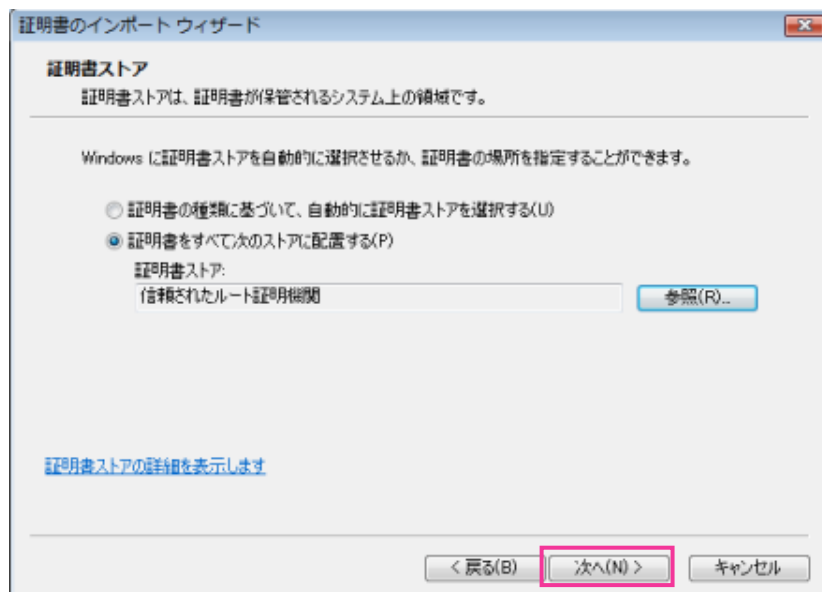 証明書のインポート ウィザード
証明書ストア
証明書ストアは、証明書が保管されるシステム上の領域です。
Windows に証明書ストアを自動的に選択させるか、証明書の場所を指定することができます。
証明書の種類に基づいて、自動的に証明書ストアを選択する(U)
証明書をすべて次のストアに配置する(P)
証明書ストア:
信頼されたルート証明機関
参照(R)...
証明書ストアの詳細を表示します
< 戻る(B)
次へ(N) >
キャンセル